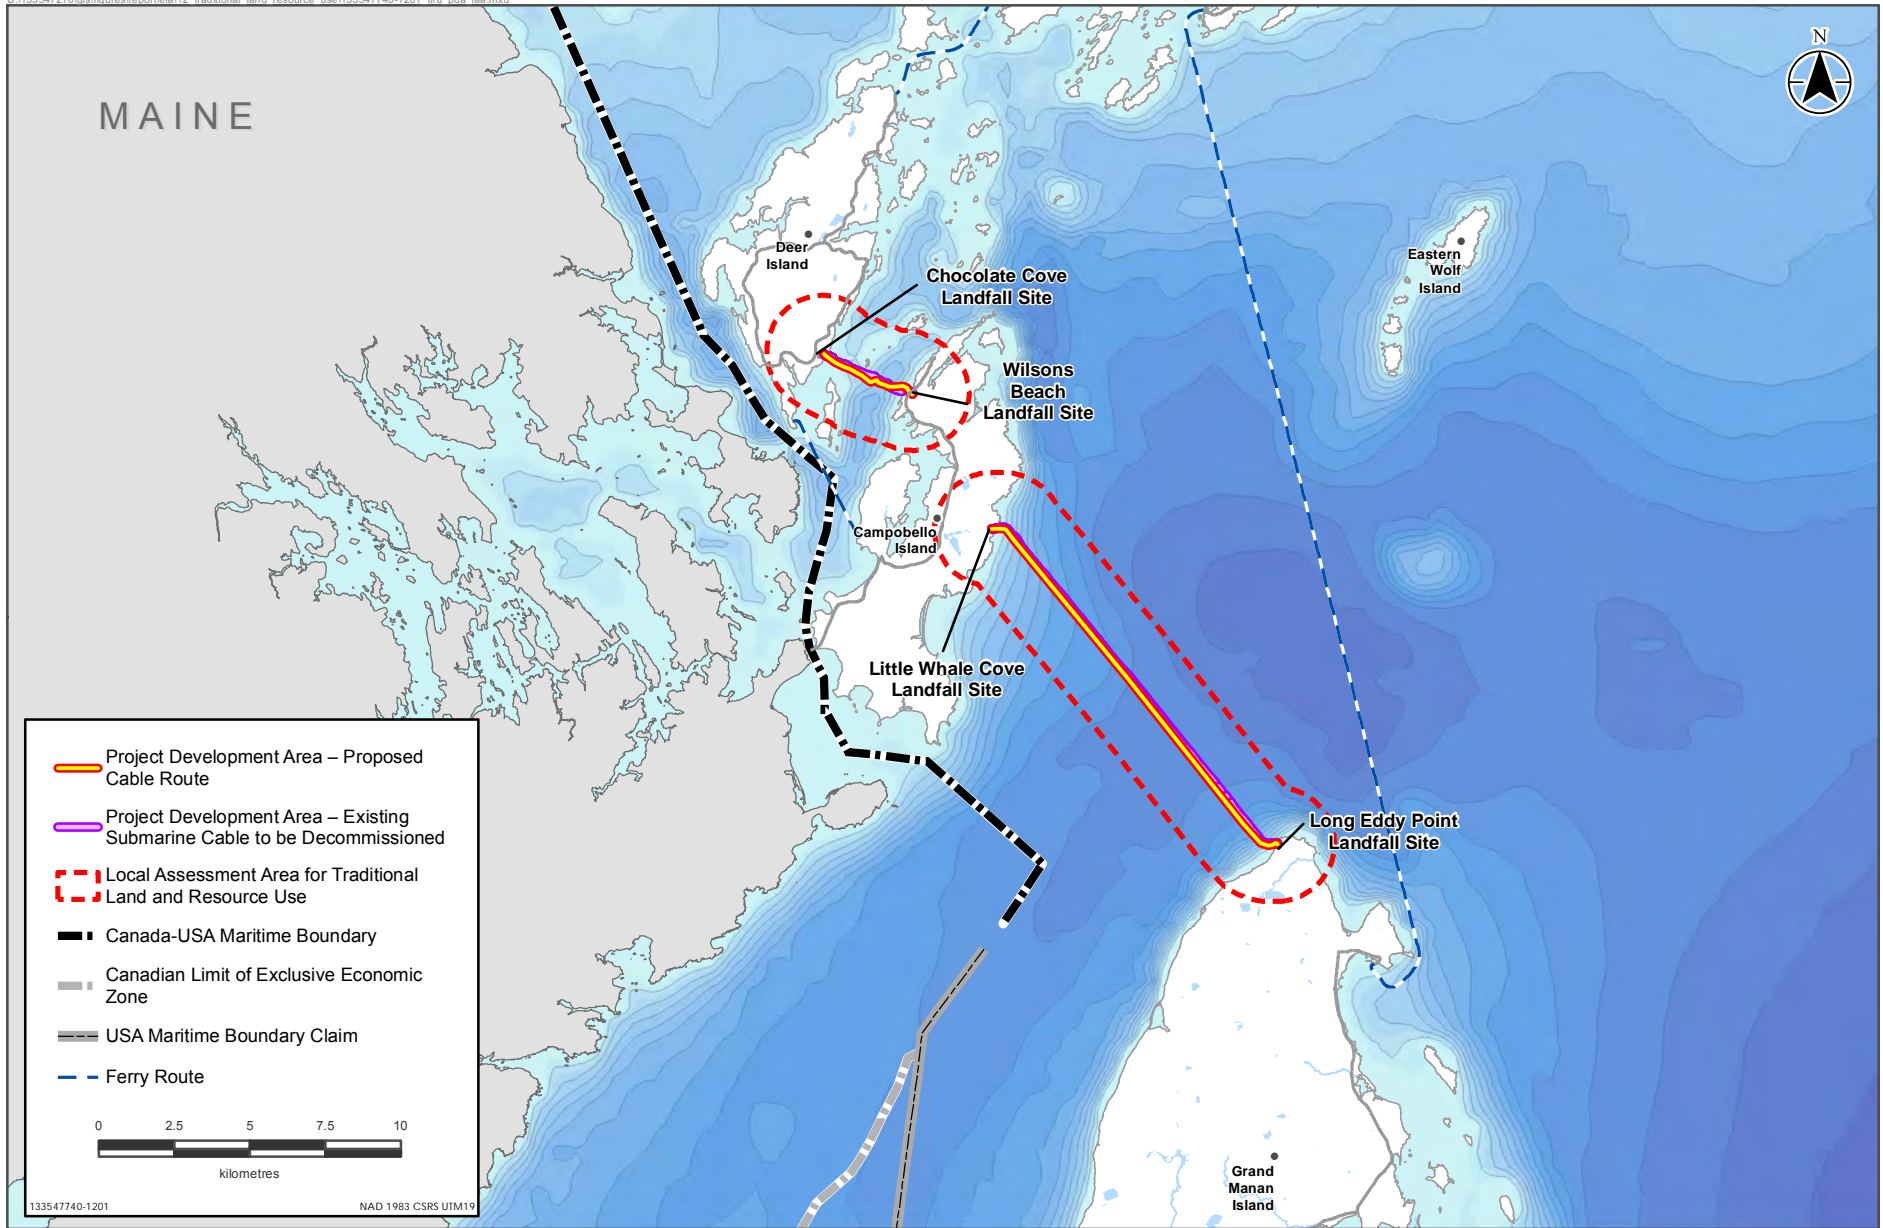 MAINE
N
Deer
Island
Chocolate Cove
Landfall Site
Eastern
Wolf
Island
Wilsons
Beach
Landfall Site
Campobello
Island
Little Whale Cove
Landfall Site
Long Eddy Point
Landfall Site
Grand
Manan
Island
Project Development Area – Proposed
Cable Route
Project Development Area – Existing
Submarine Cable to be Decommissioned
Local Assessment Area for Traditional
Land and Resource Use
Canada-USA Maritime Boundary
Canadian Limit of Exclusive Economic
Zone
USA Maritime Boundary Claim
Ferry Route
0 2.5 5 7.5 10
kilometres
133547740-1201 NAD 1983 CSRS UTM19